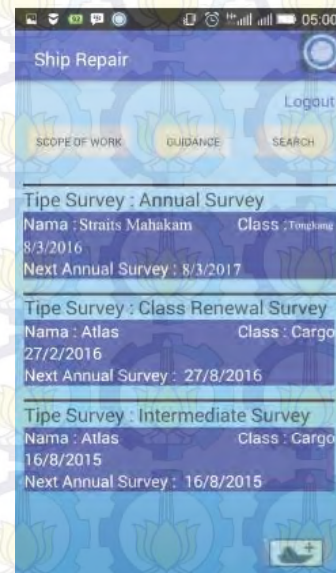 05:00
Ship Repair
Logout
SCOPE OF WORK GUIDANCE SEARCH
Tipe Survey : Annual Survey
Nama : Straits Mahakam Class : Tongkang
8/3/2016
Next Annual Survey : 8/3/2017
Tipe Survey : Class Renewal Survey
Nama : Atlas Class : Cargo
27/2/2016
Next Annual Survey : 27/8/2016
Tipe Survey : Intermediate Survey
Nama : Atlas Class : Cargo
16/8/2015
Next Annual Survey : 16/8/2015